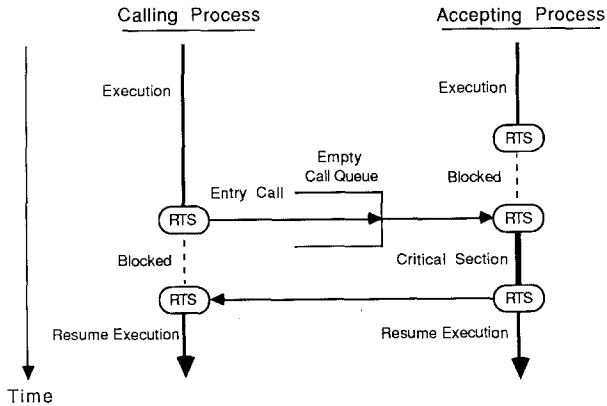 Calling Process
Accepting Process
Execution
Execution
RTS
Empty
Call Queue
Blocked
Entry Call
RTS
RTS
Blocked
Critical Section
RTS
RTS
Resume Execution
Resume Execution
Time